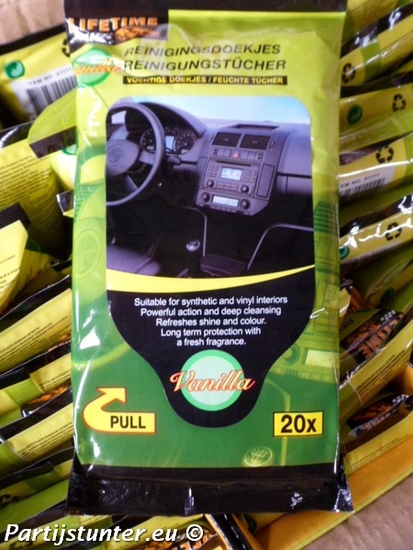 LIFETIME
REINIGINGSDOEKJES
REINIGUNGSTÜCHER
VOCHTIGE DOEKJES / FEUCHTE TÜCHER
Suitable for synthetic and vinyl interiors
Powerful action and deep cleansing
Refreshes shine and colour.
Long term protection with
a fresh fragrance.
Vanilla
PULL
20x
Partijstunter.eu ©